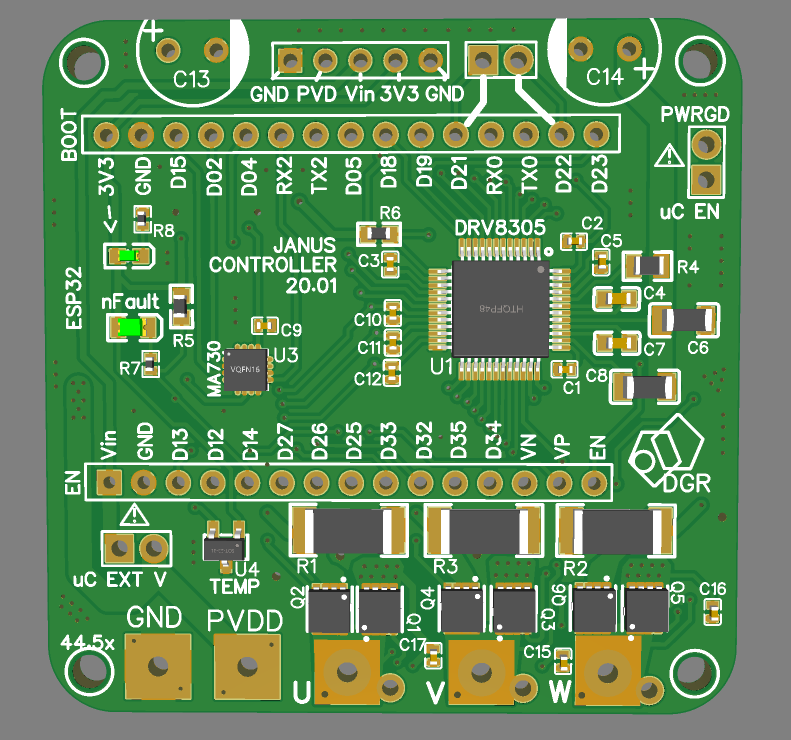 +
C13
GND PVD Vin 3V3 GND
C14
+
PWRGD
BOOT
3V3
GND
D15
D02
D04
RX2
TX2
D05
D18
D19
D21
RX0
TX0
D22
D23
uC EN
<-
R8
R6
DRV8305
C2
JANUS
CONTROLLER
20.01
C3
C5
R4
ESP32
nFault
C4
HTQFP48
R5
C9
C10
C11
C12
C7
C6
R7
MA730
VQFN16
U3
U1
C1
C8
Vin
GND
D13
D12
D14
D27
D26
D25
D33
D32
D35
D34
VN
VP
EN
EN
DGR
uC EXT V
U4
TEMP
R1
R3
R2
Q2
Q1
Q4
Q3
Q6
Q5
C16
GND
PVDD
44.5x
C17
C15
U
V
W